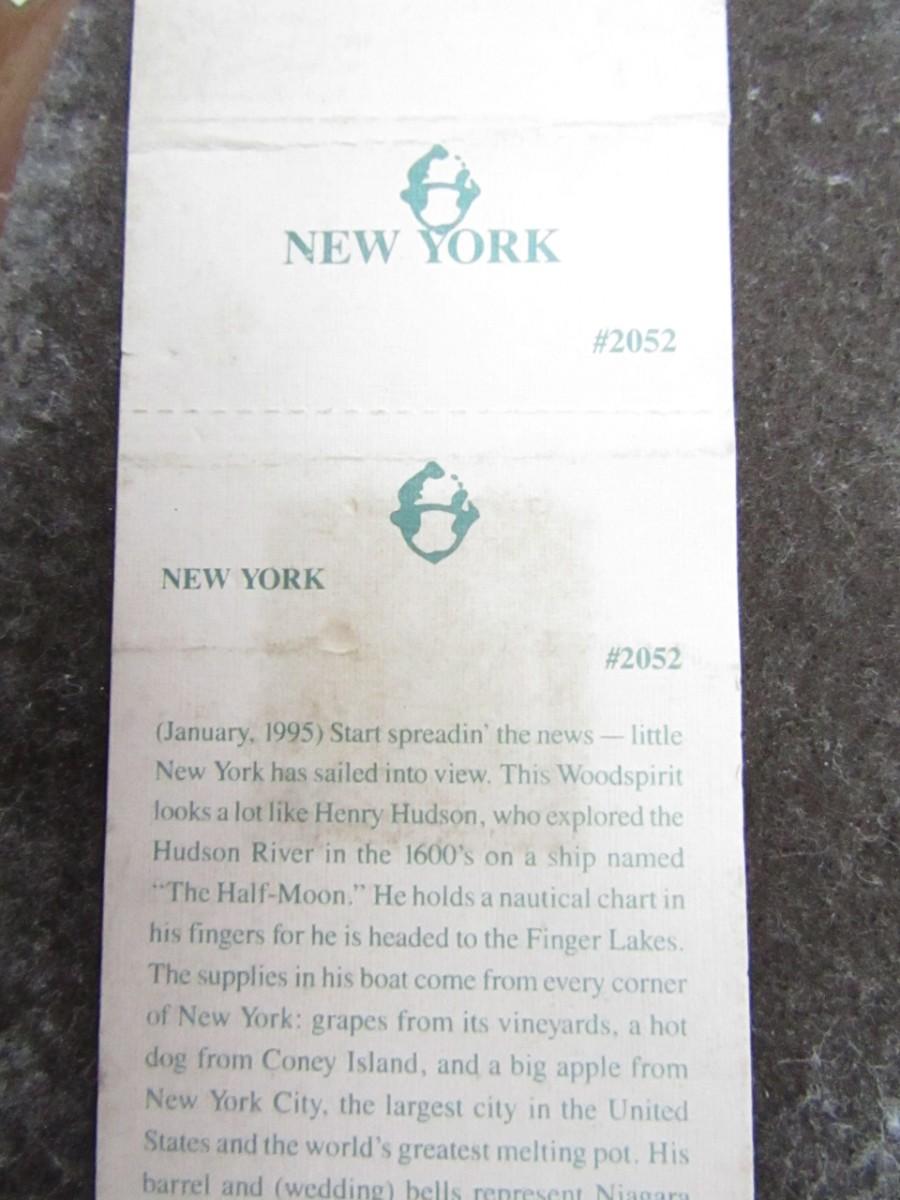 NEW YORK
#2052
NEW YORK
#2052
(January, 1995) Start spreadin' the news — little
New York has sailed into view. This Woodspirit
looks a lot like Henry Hudson, who explored the
Hudson River in the 1600's on a ship named
"The Half-Moon." He holds a nautical chart in
his fingers for he is headed to the Finger Lakes.
The supplies in his boat come from every corner
of New York: grapes from its vineyards, a hot
dog from Coney Island, and a big apple from
New York City, the largest city in the United
States and the world's greatest melting pot. His
barrel and (wedding) bells represent Niagara